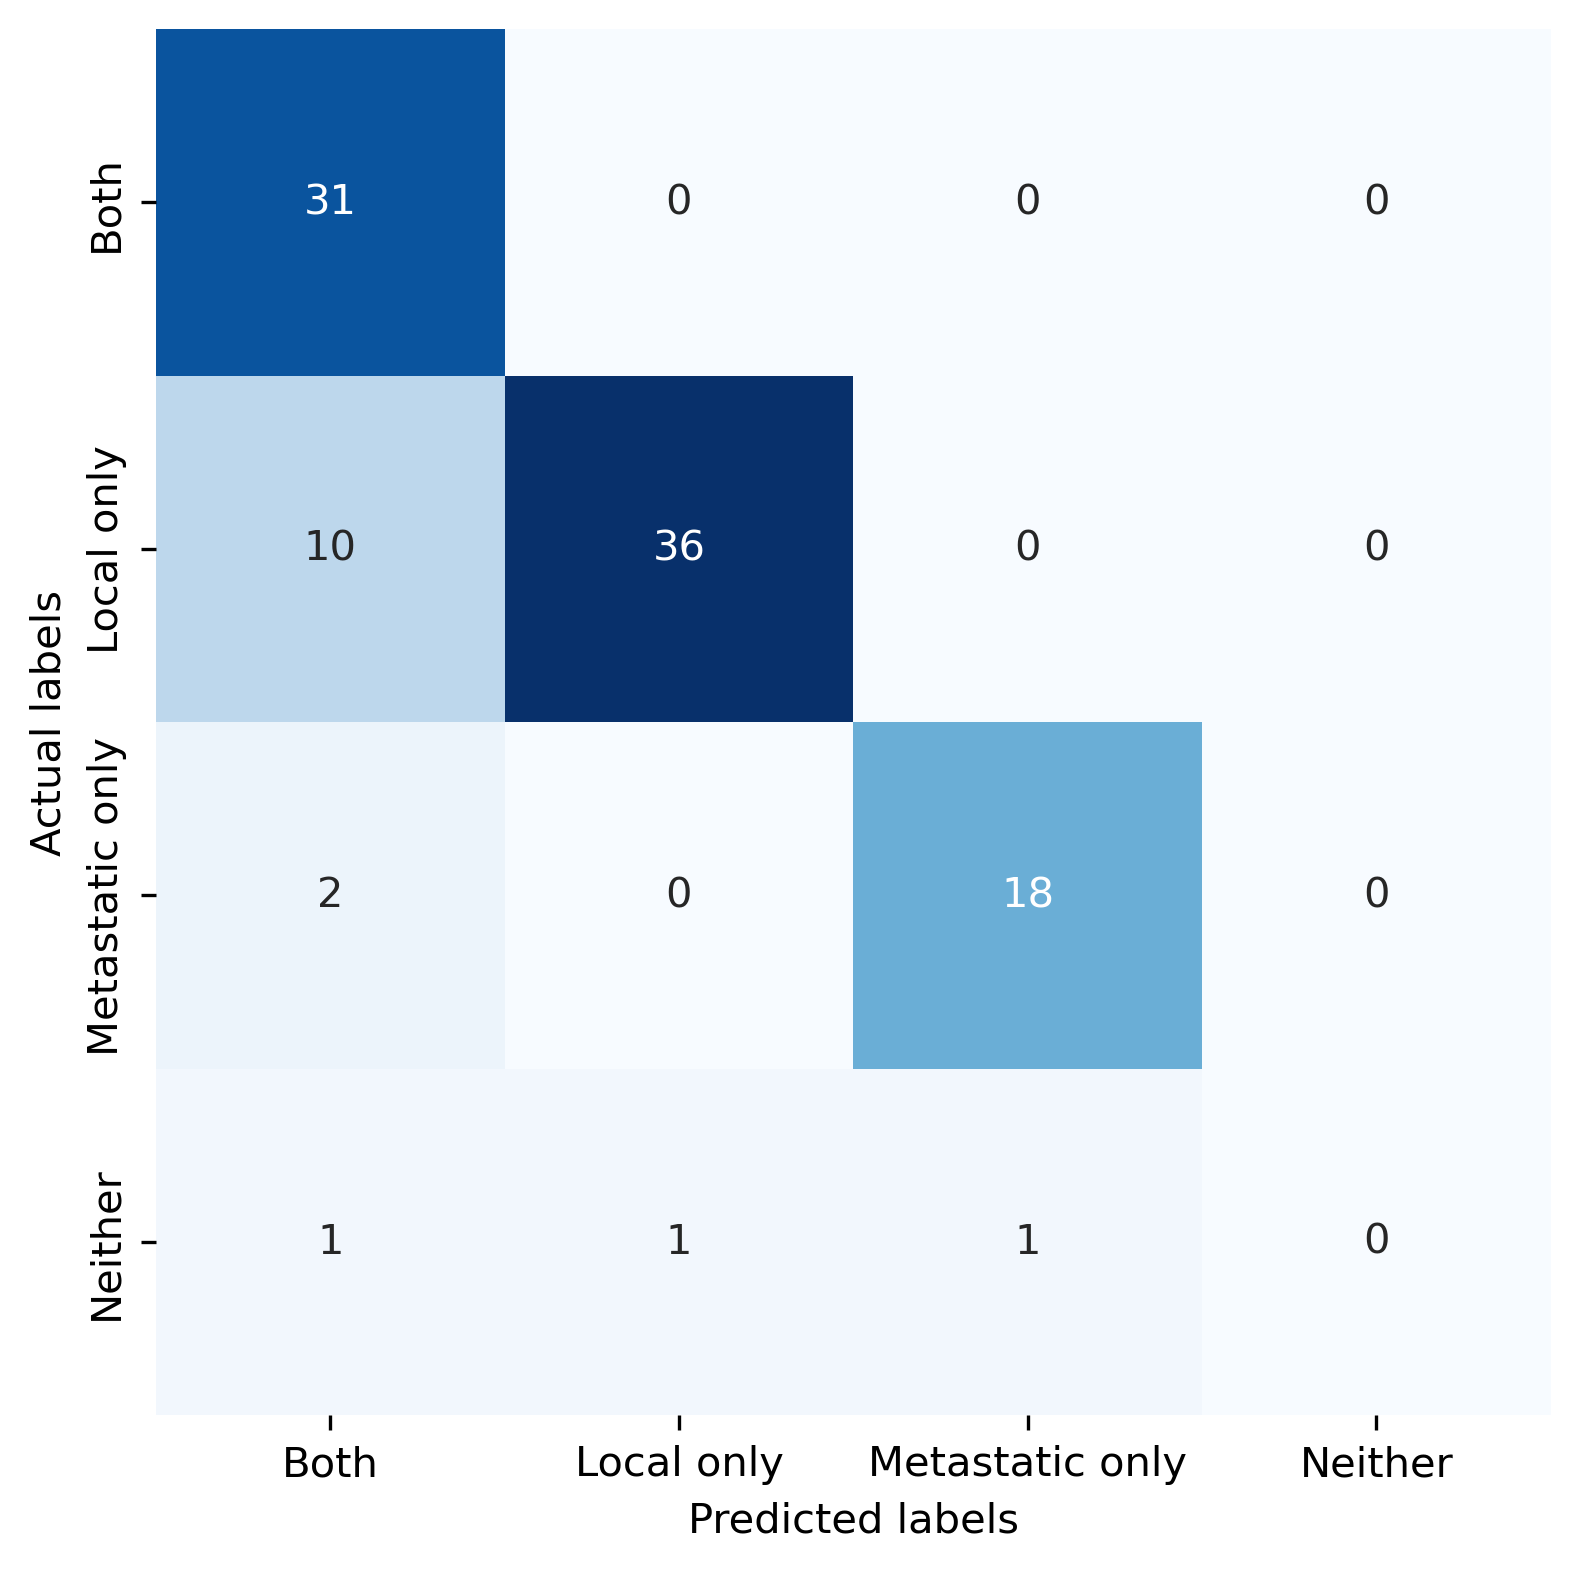 Actual labels
Both
31 0 0 0
Local only
10 36 0 0
Metastatic only
2 0 18 0
Neither
1 1 1 0
Both Local only Metastatic only Neither
Predicted labels